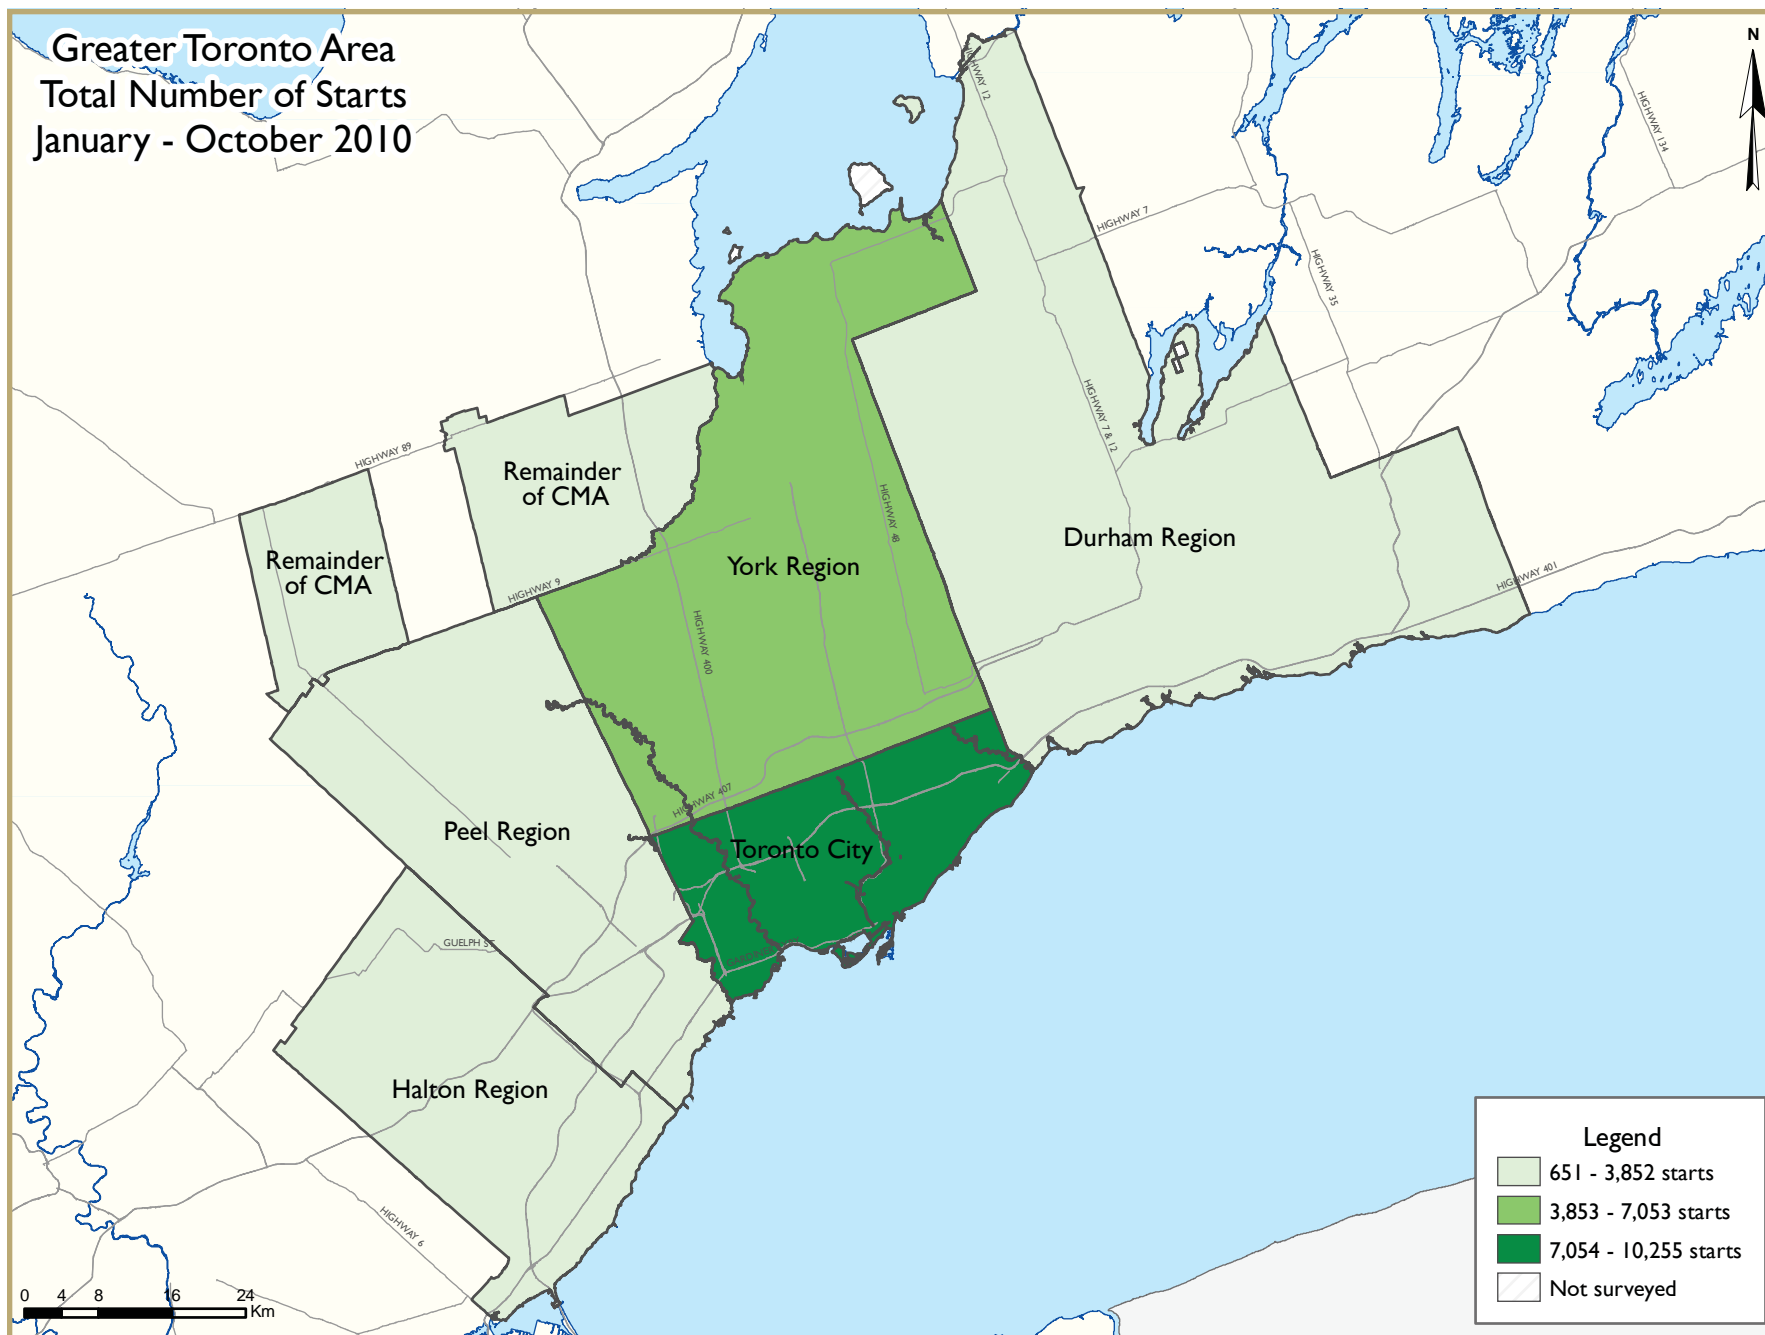 Greater Toronto Area
Total Number of Starts
January - October 2010
N
HIGHWAY 12
HIGHWAY 134
HIGHWAY 7
HIGHWAY 35
HIGHWAY 7 & 12
HIGHWAY 89
Remainder
of CMA
HIGHWAY 48
Remainder
of CMA
Durham Region
York Region
HIGHWAY 9
HIGHWAY 401
HIGHWAY 400
HIGHWAY 407
Peel Region
Toronto City
GUELPH ST
GARDINER
Halton Region
HIGHWAY 6
Legend
651 - 3,852 starts
3,853 - 7,053 starts
7,054 - 10,255 starts
Not surveyed
0 4 8 16 24
Km